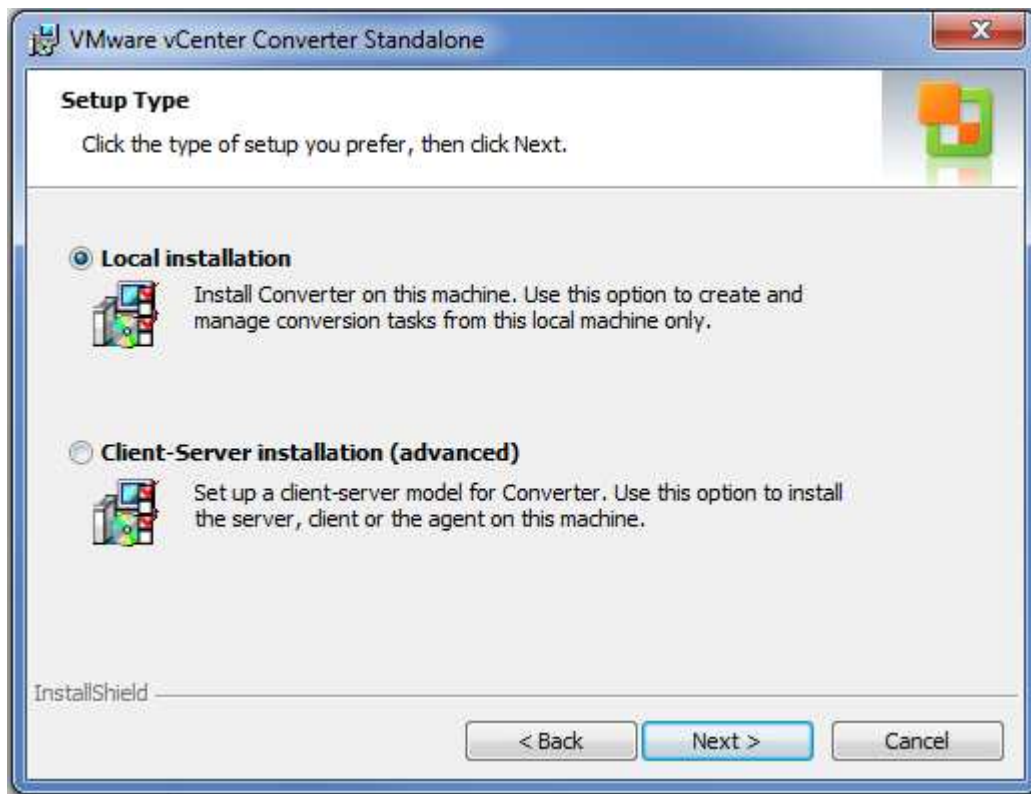 VMware vCenter Converter Standalone
Setup Type
Click the type of setup you prefer, then click Next.
Local installation
Install Converter on this machine. Use this option to create and
manage conversion tasks from this local machine only.
Client-Server installation (advanced)
Set up a client-server model for Converter. Use this option to install
the server, client or the agent on this machine.
InstallShield
< Back Next > Cancel